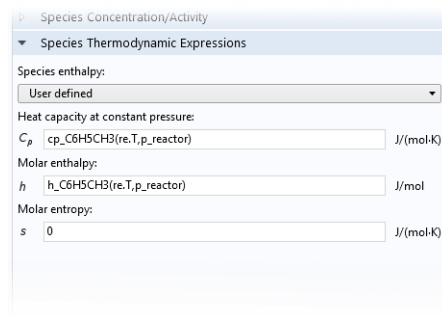 Species Concentration/Activity
Species Thermodynamic Expressions
Species enthalpy:
User defined
Heat capacity at constant pressure:
Cp cp_C6H5CH3(re.T,p_reactor) J/(mol·K)
Molar enthalpy:
h h_C6H5CH3(re.T,p_reactor) J/mol
Molar entropy:
s 0 J/(mol·K)